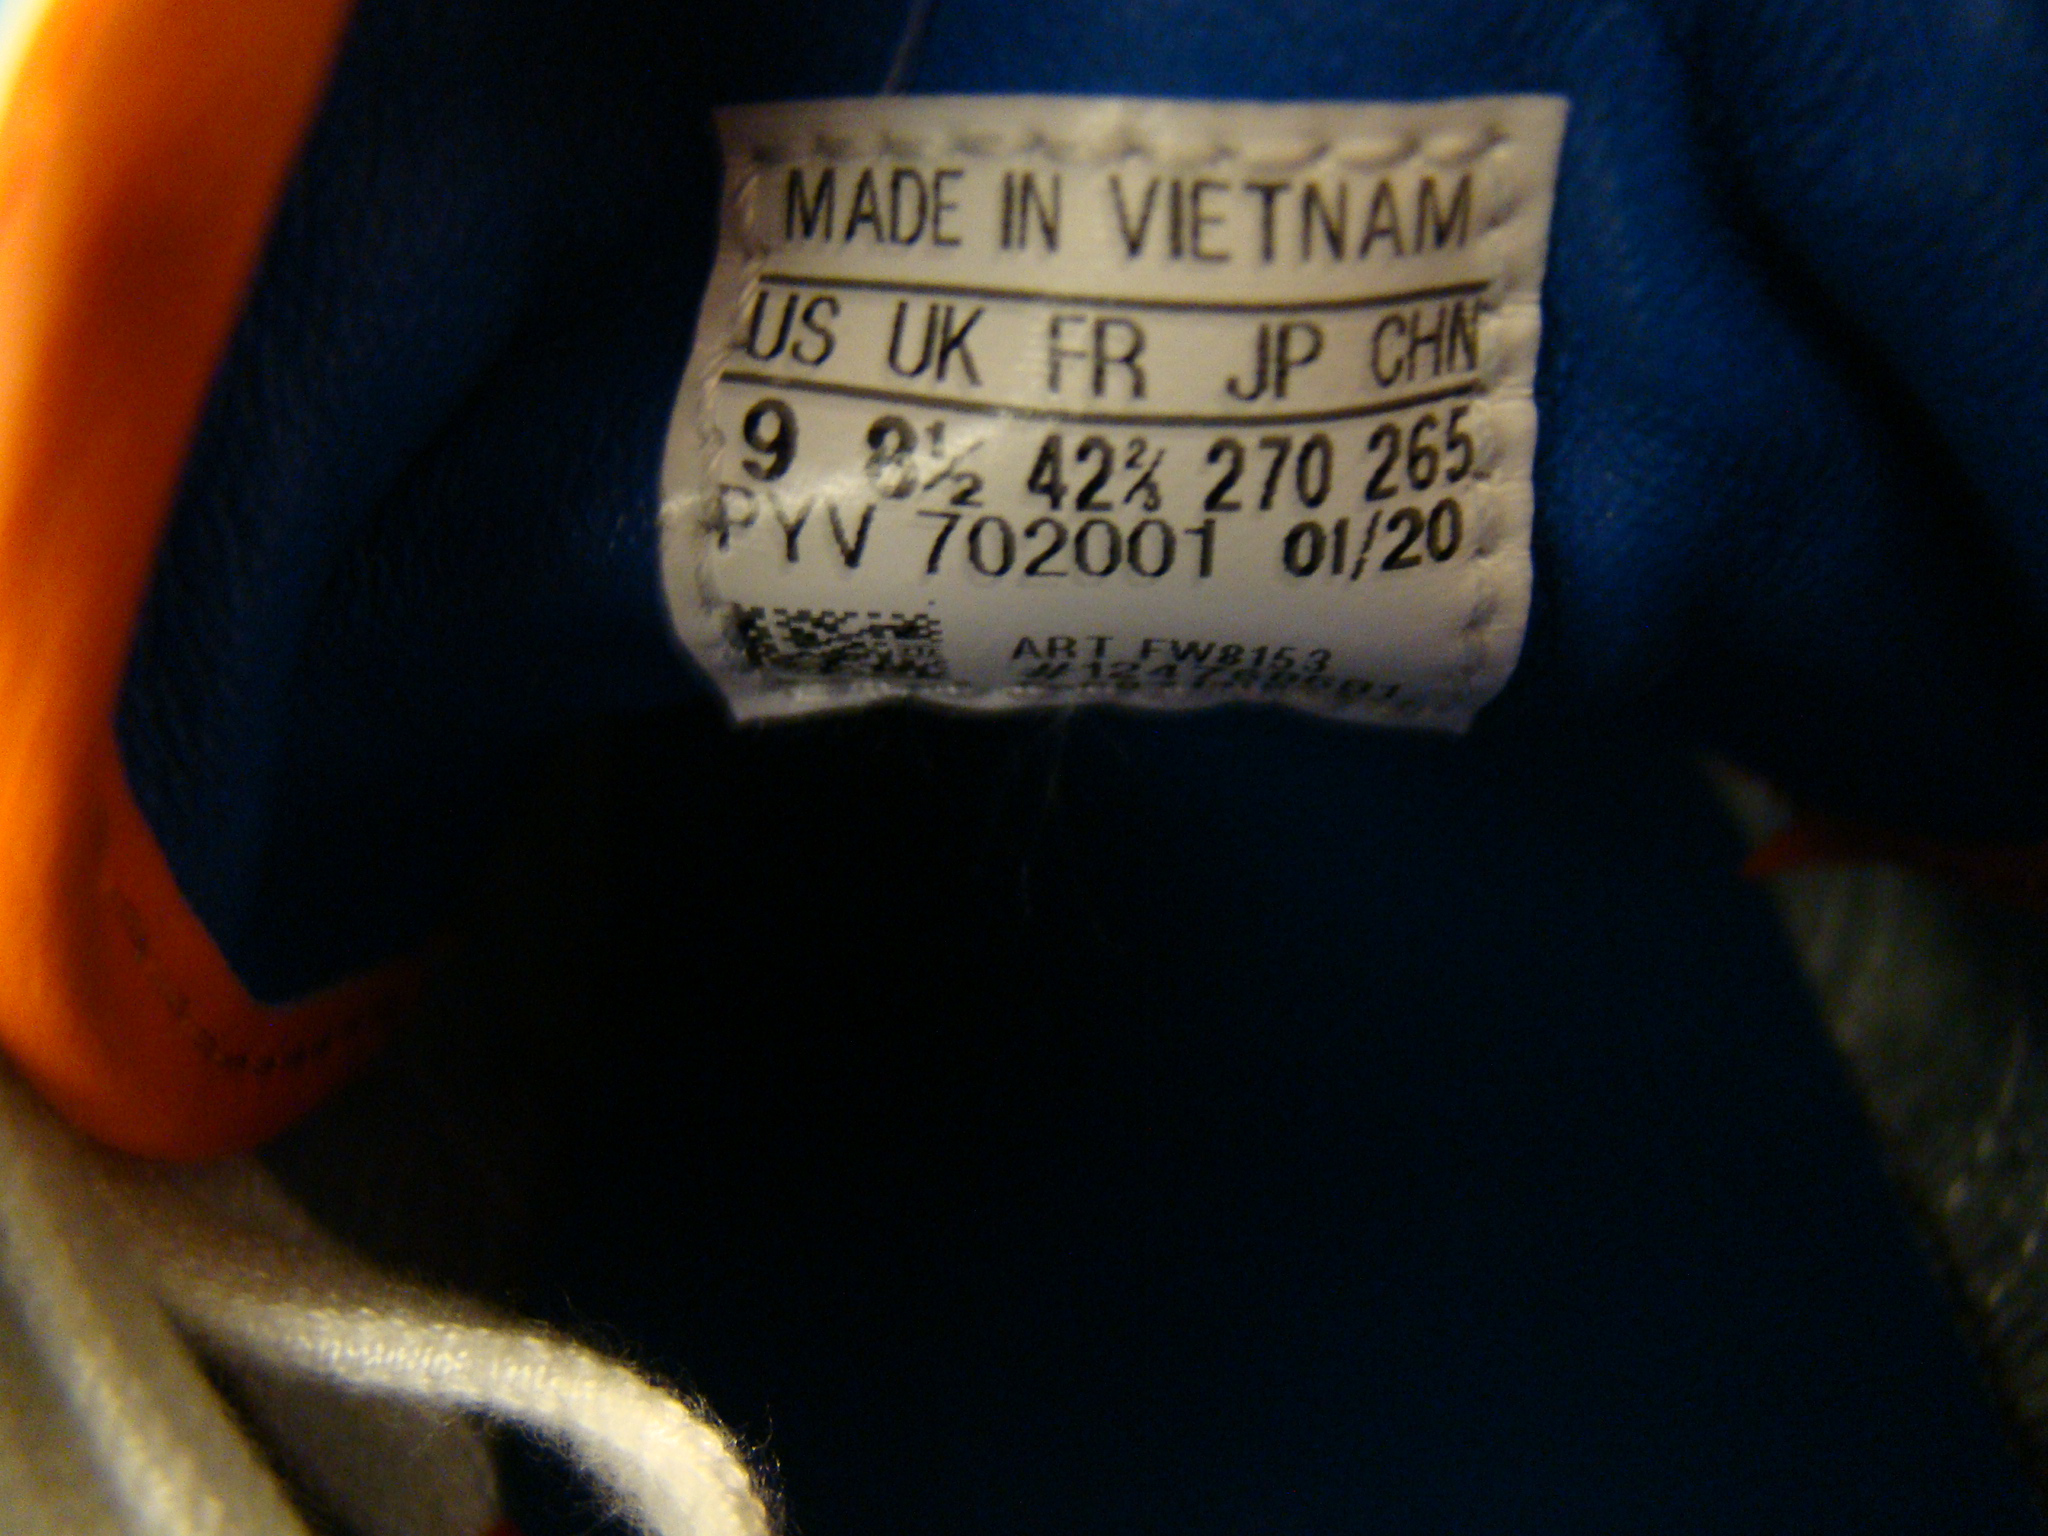 MADE IN VIETNAM
US UK FR JP CHN
9 8½ 42⅔ 270 265
PYV 702001 01/20
ART FW8153